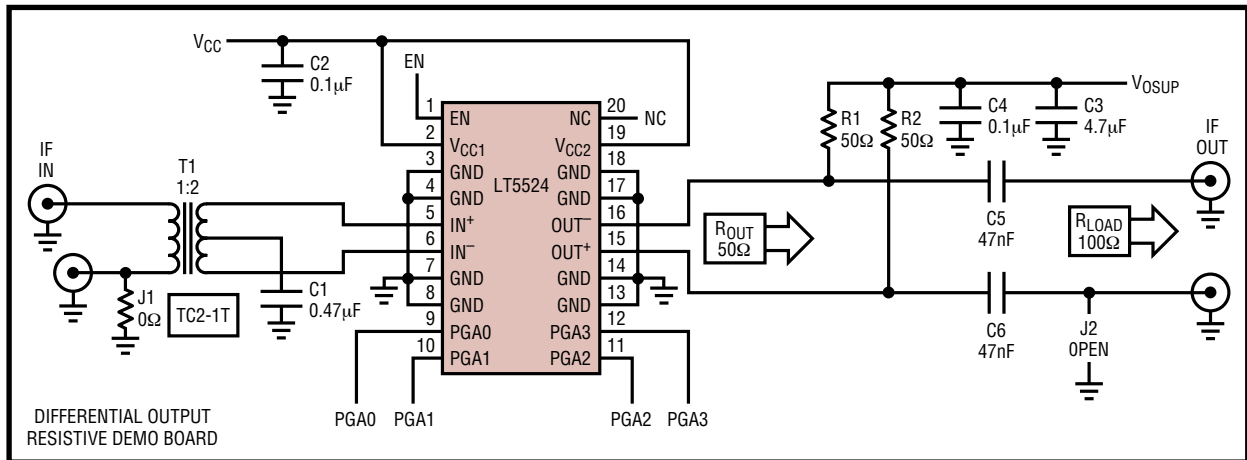 VCC
C2
0.1µF
EN
1
EN
2
VCC1
3
GND
4
GND
5
IN+
6
IN−
7
GND
8
GND
9
PGA0
10
PGA1
LT5524
20
NC
NC
19
VCC2
18
GND
17
GND
16
OUT−
15
OUT+
14
GND
13
GND
12
PGA3
11
PGA2
IF
IN
T1
1:2
J1
0Ω
TC2-1T
C1
0.47µF
PGA0
PGA1
PGA2
PGA3
ROUT
50Ω
R1
50Ω
R2
50Ω
C4
0.1µF
C3
4.7µF
VOSUP
IF
OUT
C5
47nF
RLOAD
100Ω
C6
47nF
J2
OPEN
DIFFERENTIAL OUTPUT
RESISTIVE DEMO BOARD